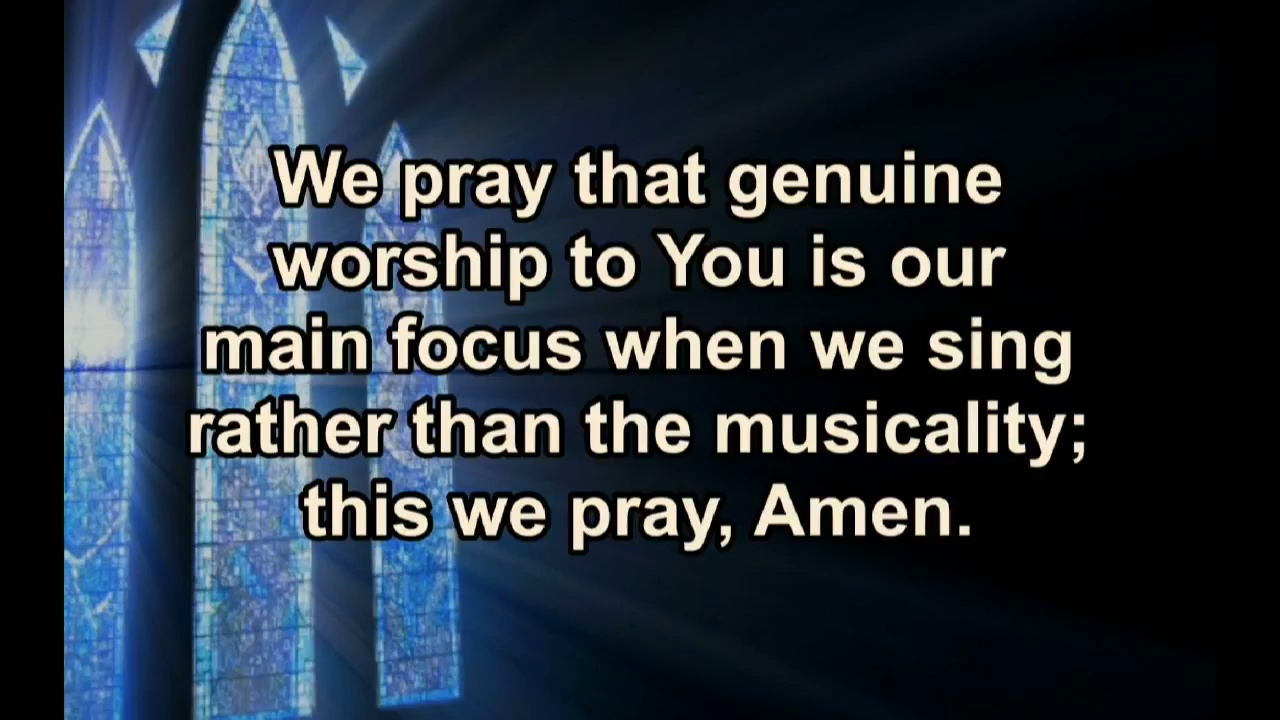 We pray that genuine
worship to You is our
main focus when we sing
rather than the musicality;
this we pray, Amen.